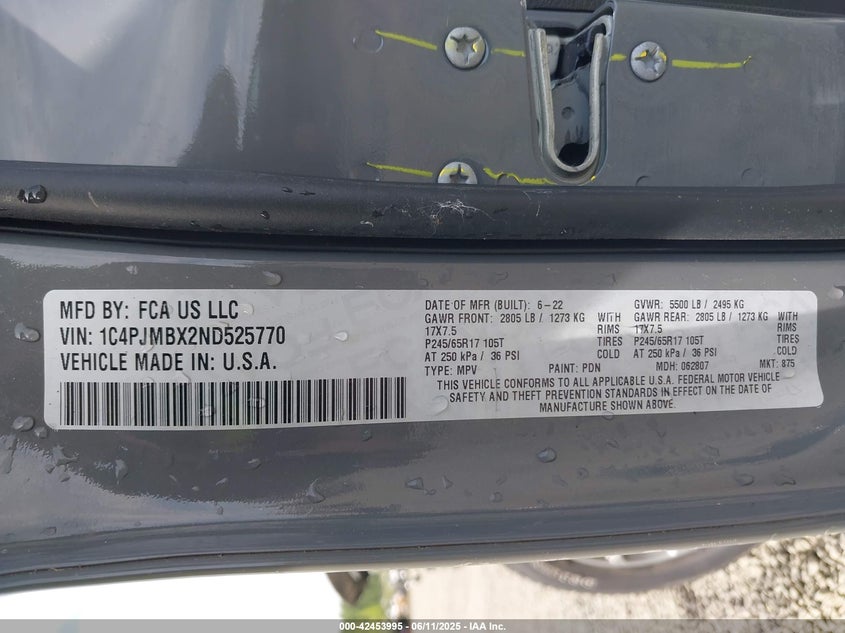 MFD BY: FCA US LLC
VIN: 1C4PJMBX2ND525770
VEHICLE MADE IN: U.S.A.
DATE OF MFR (BUILT): 6-22 GVWR: 5500 LB / 2495 KG
GAWR FRONT: 2805 LB / 1273 KG WITH GAWR REAR: 2805 LB / 1273 KG WITH
17X7.5 RIMS 17X7.5 RIMS
P245/65R17 105T TIRES P245/65R17 105T TIRES
AT 250 kPa / 36 PSI COLD AT 250 kPa / 36 PSI COLD
TYPE: MPV PAINT: PDN MDH: 062807 MKT: 875
THIS VEHICLE CONFORMS TO ALL APPLICABLE U.S.A. FEDERAL MOTOR VEHICLE
SAFETY AND THEFT PREVENTION STANDARDS IN EFFECT ON THE DATE OF
MANUFACTURE SHOWN ABOVE.
000-42453995 - 06/11/2025 - IAA Inc.